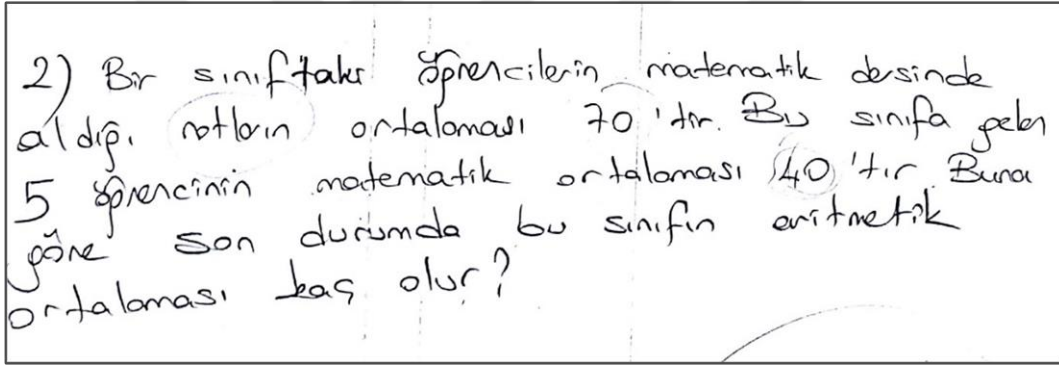 2) Bir sınıftaki öğrencilerin matematik dersinde
aldığı notların ortalaması 70'tir. Bu sınıfa gelen
5 öğrencinin matematik ortalaması 40'tır Buna
göre son durumda bu sınıfın aritmetik
ortalaması kaç olur?